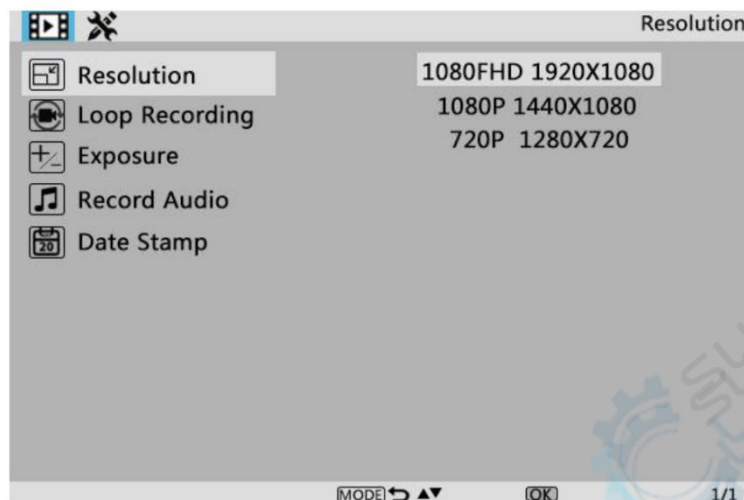 Resolution
Resolution
1080FHD 1920X1080
Loop Recording
1080P 1440X1080
Exposure
720P 1280X720
Record Audio
20
Date Stamp
MODE
OK
1/1